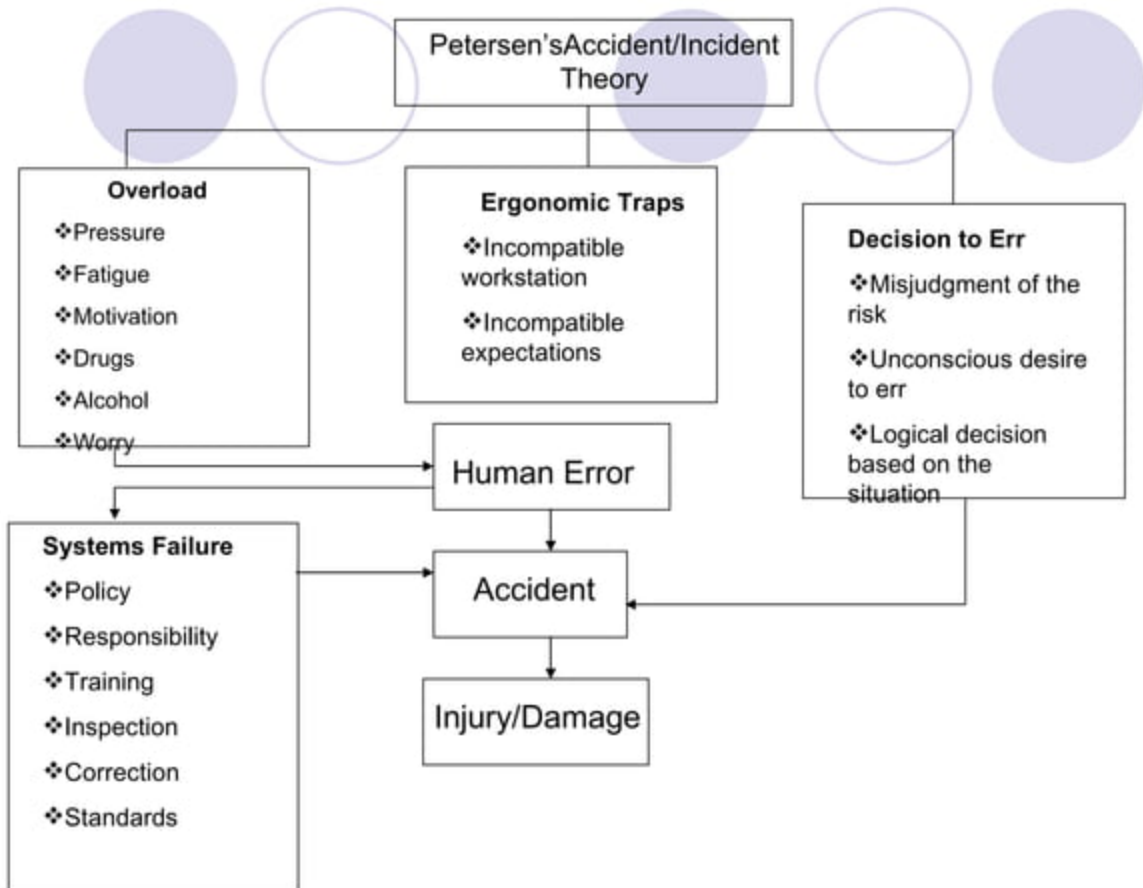 Petersen'sAccident/Incident
Theory
Overload
❖Pressure
❖Fatigue
❖Motivation
❖Drugs
❖Alcohol
❖Worry
Ergonomic Traps
❖Incompatible
workstation
❖Incompatible
expectations
Decision to Err
❖Misjudgment of the
risk
❖Unconscious desire
to err
❖Logical decision
based on the
situation
Human Error
Systems Failure
❖Policy
❖Responsibility
❖Training
❖Inspection
❖Correction
❖Standards
Accident
Injury/Damage